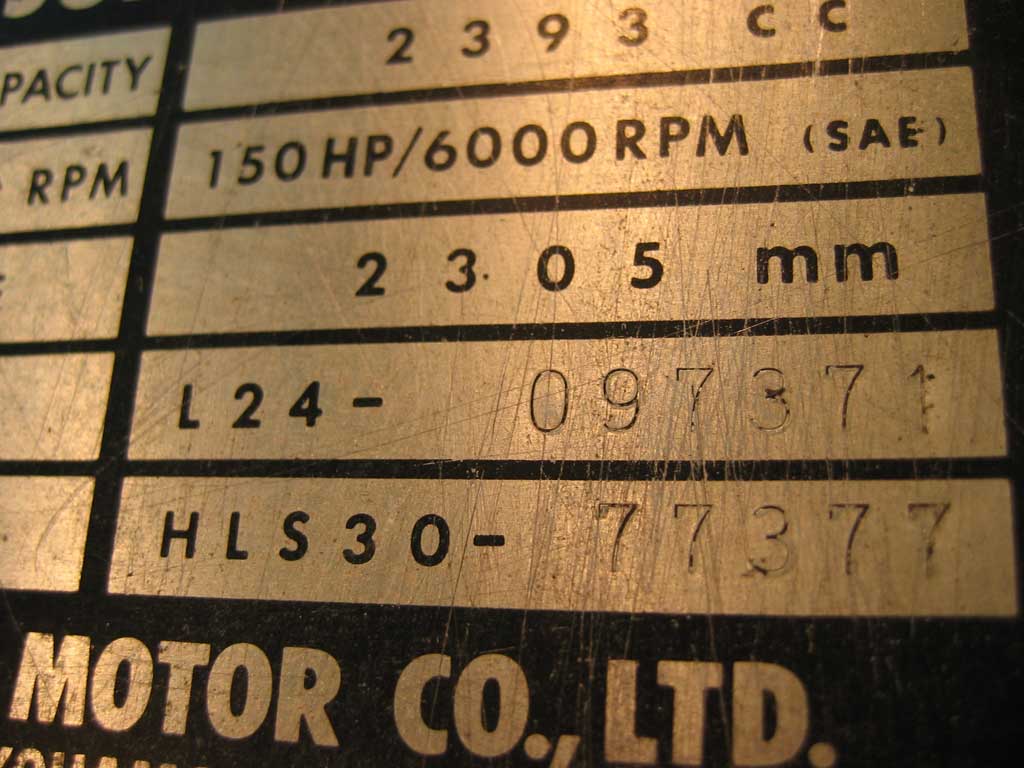 PACITY 2393 cc
RPM 150HP/6000RPM (SAE)
2305 mm
L24- 097371
HLS30- 77377
MOTOR CO., LTD.